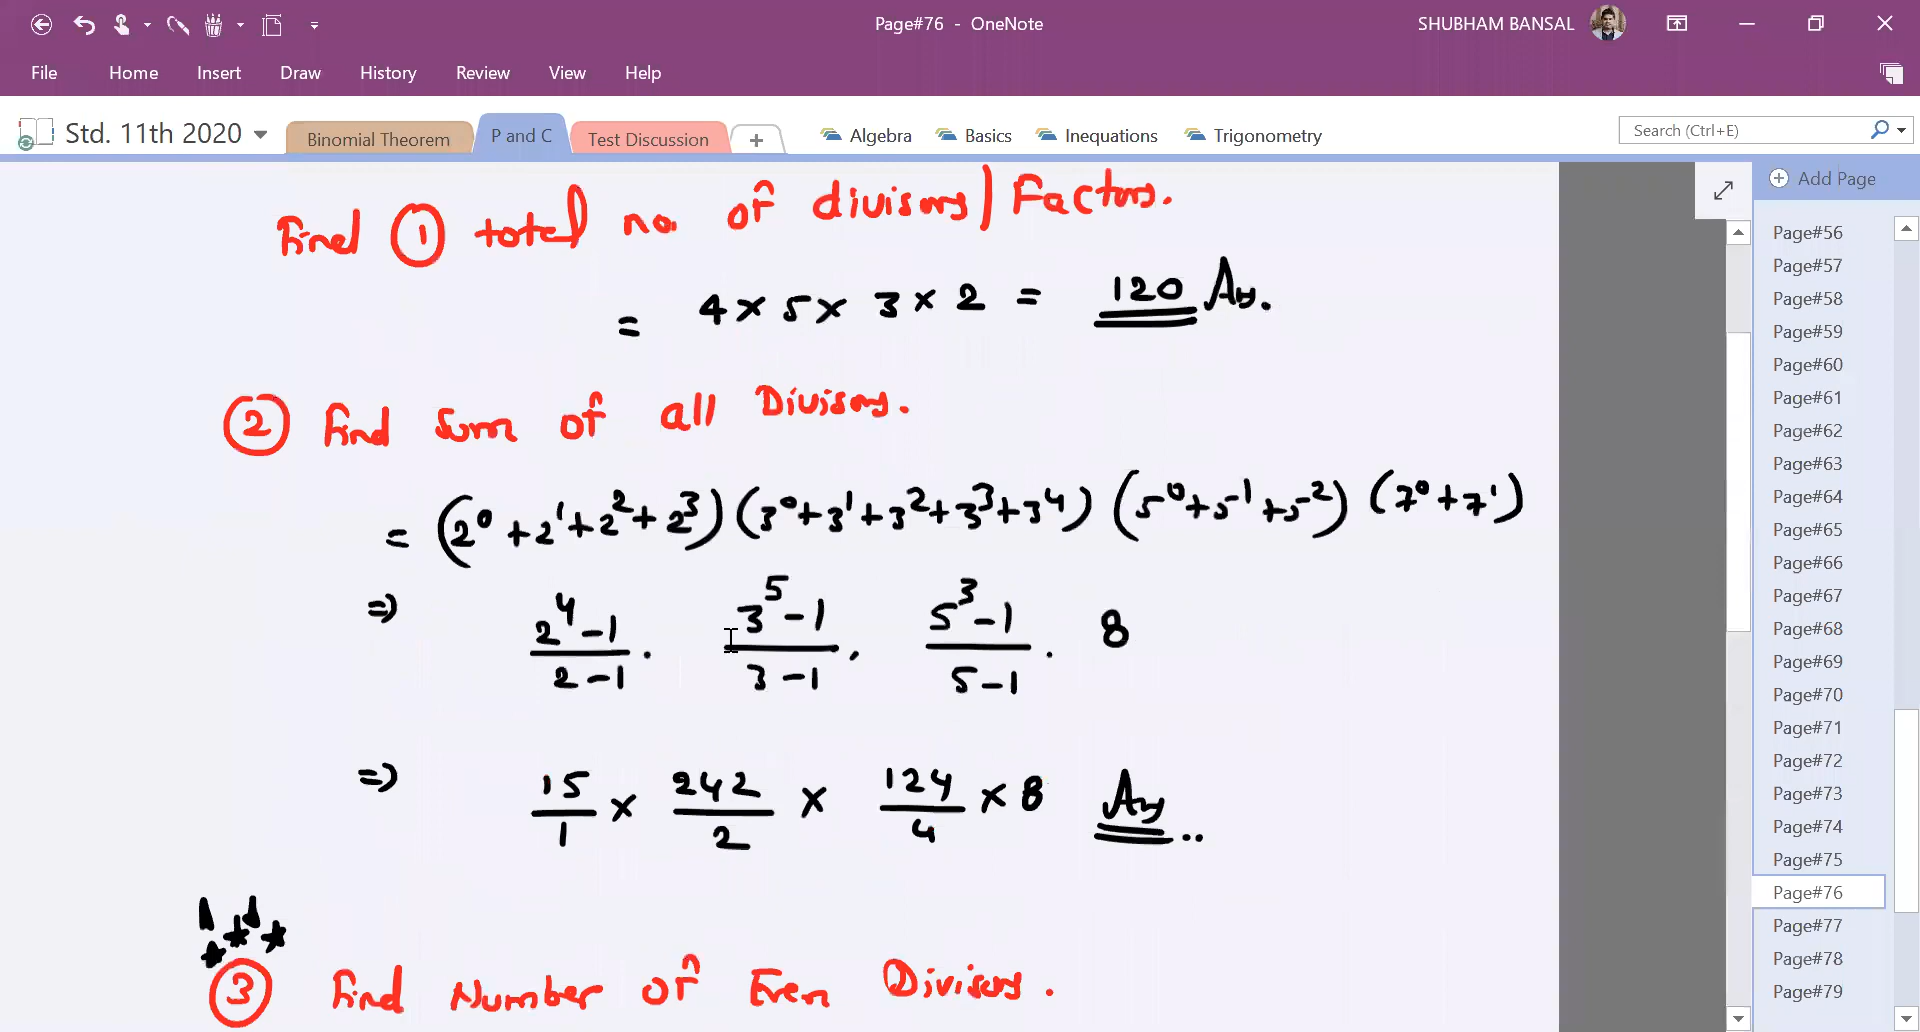 Page#76 - OneNote
SHUBHAM BANSAL
File Home Insert Draw History Review View Help
Std. 11th 2020
Binomial Theorem P and C Test Discussion + Algebra Basics Inequations Trigonometry
Search (Ctrl+E)
Add Page
Find ① total no. of divisors / Factors.
= 4 × 5 × 3 × 2 = 120 Ans.
② Find Sum of all Divisors.
= (2⁰ + 2¹ + 2² + 2³) (3⁰ + 3¹ + 3² + 3³ + 3⁴) (5⁰ + 5¹ + 5²) (7⁰ + 7¹)
⇒ 2⁴ – 1 / 2 – 1 . 3⁵ – 1 / 3 – 1 . 5³ – 1 / 5 – 1 . 8
⇒ 15 / 1 × 242 / 2 × 124 / 4 × 8 Ans..
③ Find Number of Even Divisors.
Page#56
Page#57
Page#58
Page#59
Page#60
Page#61
Page#62
Page#63
Page#64
Page#65
Page#66
Page#67
Page#68
Page#69
Page#70
Page#71
Page#72
Page#73
Page#74
Page#75
Page#76
Page#77
Page#78
Page#79